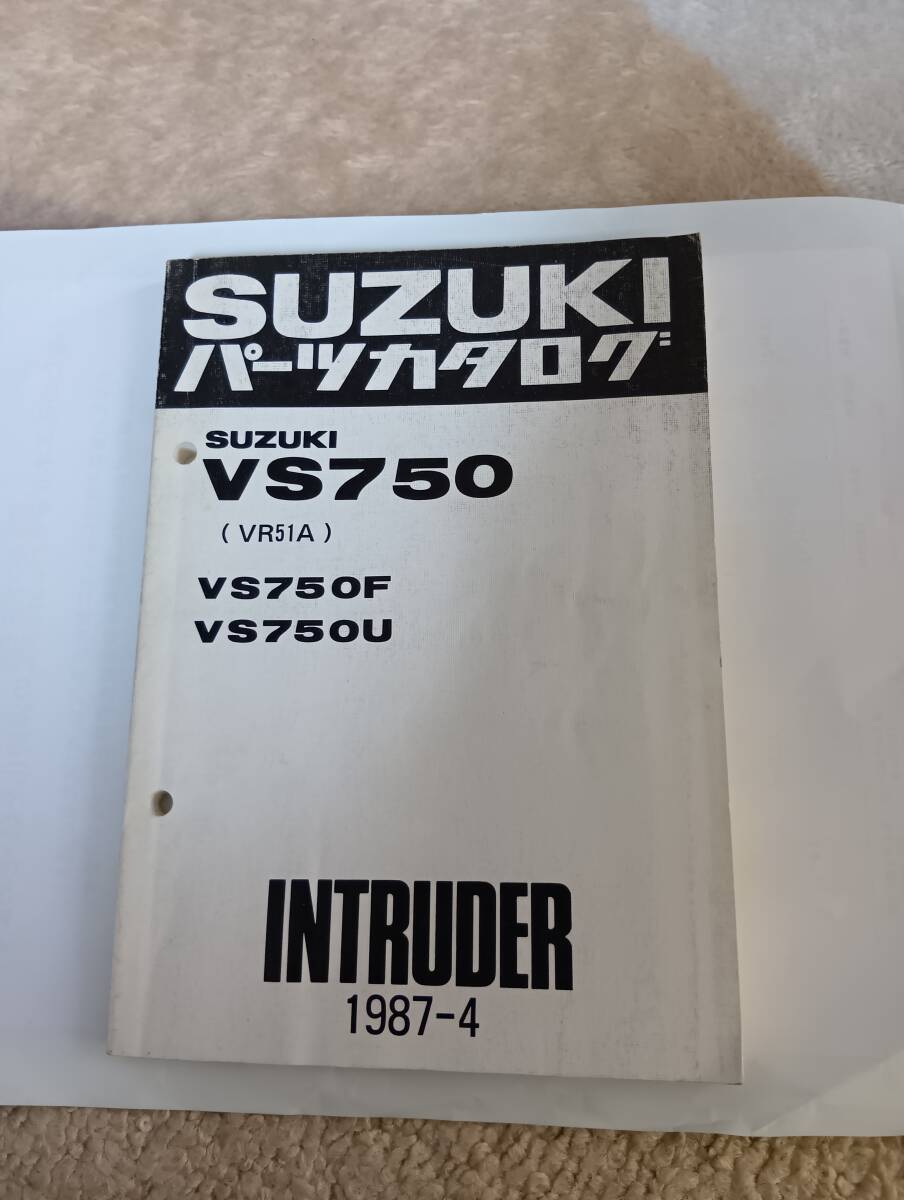 SUZUKI
パーツカタログ
SUZUKI
VS750
( VR51A )
VS750F
VS750U
INTRUDER
1987-4